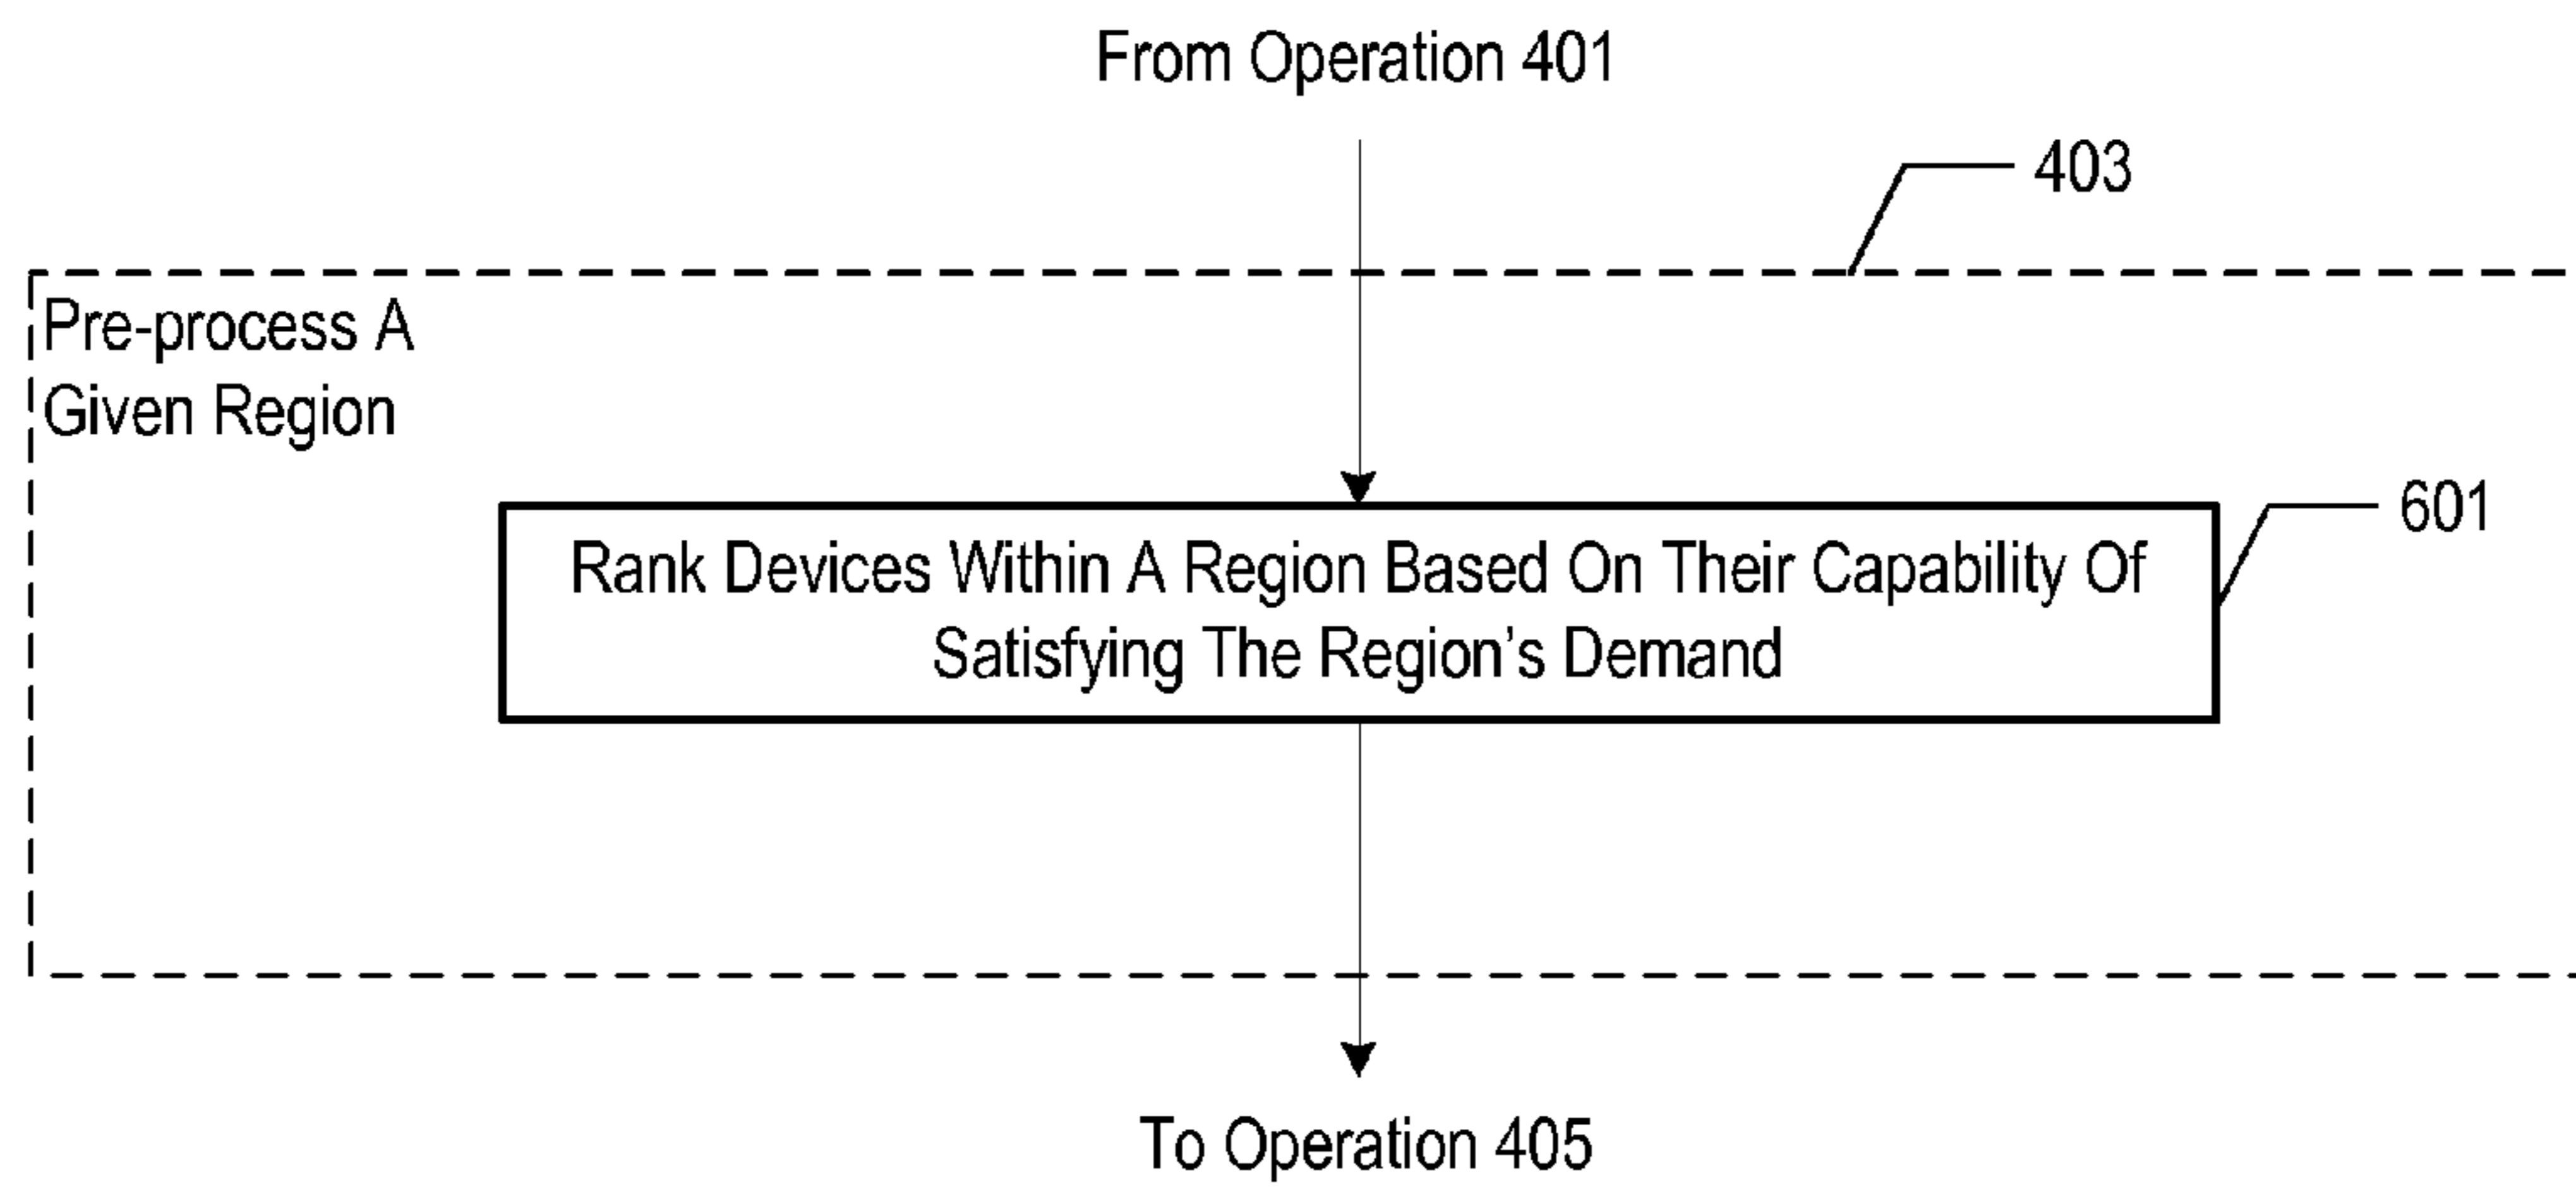 From Operation 401
403
Pre-process A
Given Region
601
Rank Devices Within A Region Based On Their Capability Of
Satisfying The Region’s Demand
To Operation 405